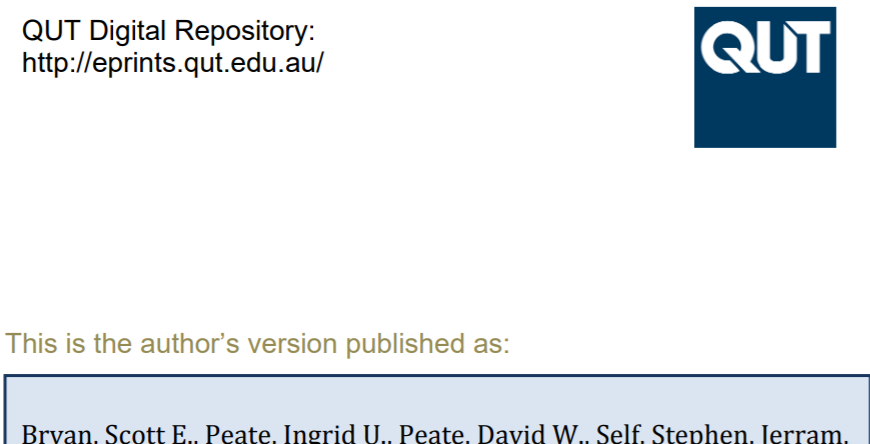 QUT Digital Repository:
http://eprints.qut.edu.au/
QUT
This is the author's version published as:
Bryan, Scott E., Peate, Ingrid U., Peate, David W., Self, Stephen, Jerram,